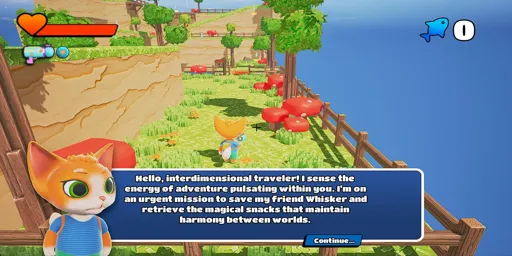 0
Hello, interdimensional traveler! I sense the
energy of adventure pulsating within you. I'm on
an urgent mission to save my friend Whisker and
retrieve the magical snacks that maintain
harmony between worlds.
Continue...